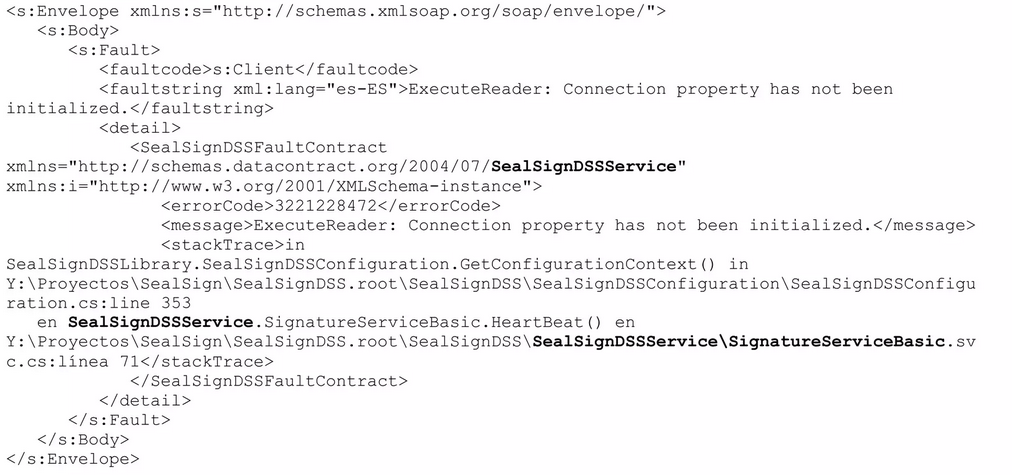 <s:Envelope xmlns:s="http://schemas.xmlsoap.org/soap/envelope/">
<s:Body>
<s:Fault>
<faultcode>s:Client</faultcode>
<faultstring xml:lang="es-ES">ExecuteReader: Connection property has not been
initialized.</faultstring>
<detail>
<SealSignDSSFaultContract
xmlns="http://schemas.datacontract.org/2004/07/SealSignDSSService"
xmlns:i="http://www.w3.org/2001/XMLSchema-instance">
<errorCode>3221228472</errorCode>
<message>ExecuteReader: Connection property has not been initialized.</message>
<stackTrace>in
SealSignDSSLibrary.SealSignDSSConfiguration.GetConfigurationContext() in
Y:\Proyectos\SealSign\SealSignDSS.root\SealSignDSS\SealSignDSSConfiguration\SealSignDSSConfigu
ration.cs:line 353
en SealSignDSSService.SignatureServiceBasic.HeartBeat() en
Y:\Proyectos\SealSign\SealSignDSS.root\SealSignDSS\SealSignDSSService\SignatureServiceBasic.sv
c.cs:línea 71</stackTrace>
</SealSignDSSFaultContract>
</detail>
</s:Fault>
</s:Body>
</s:Envelope>